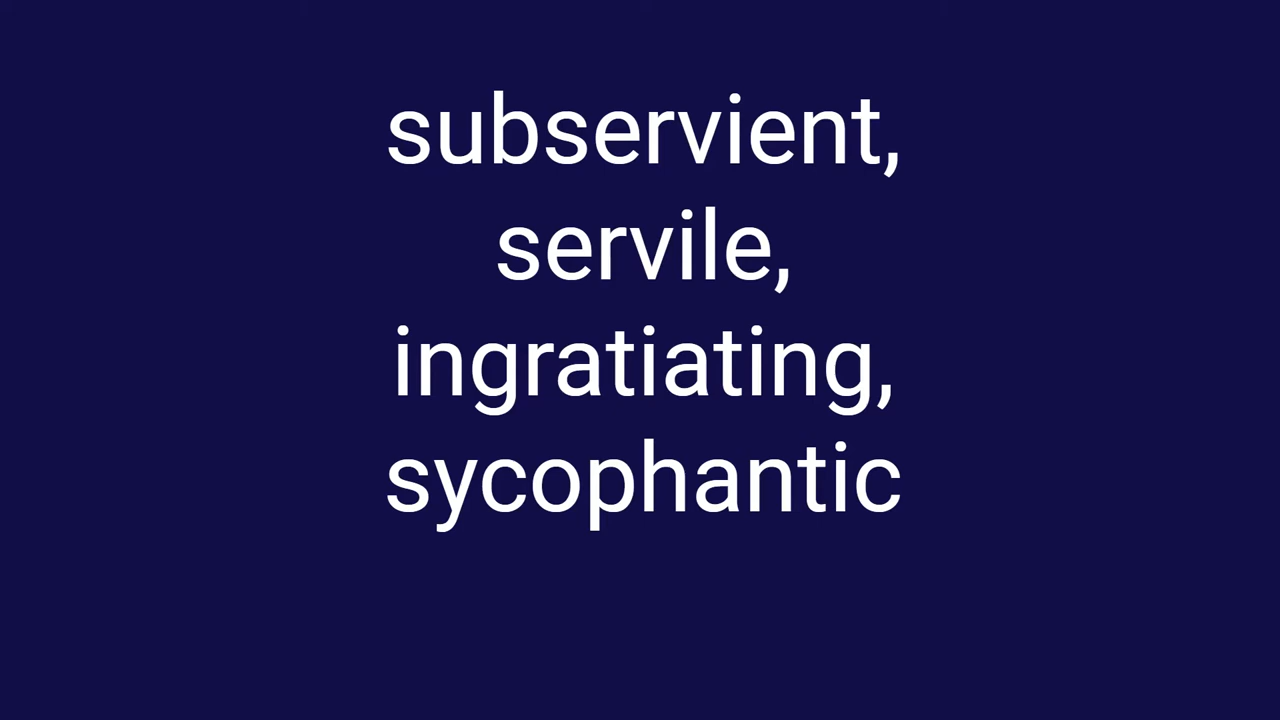 subservient,
servile,
ingratiating,
sycophantic